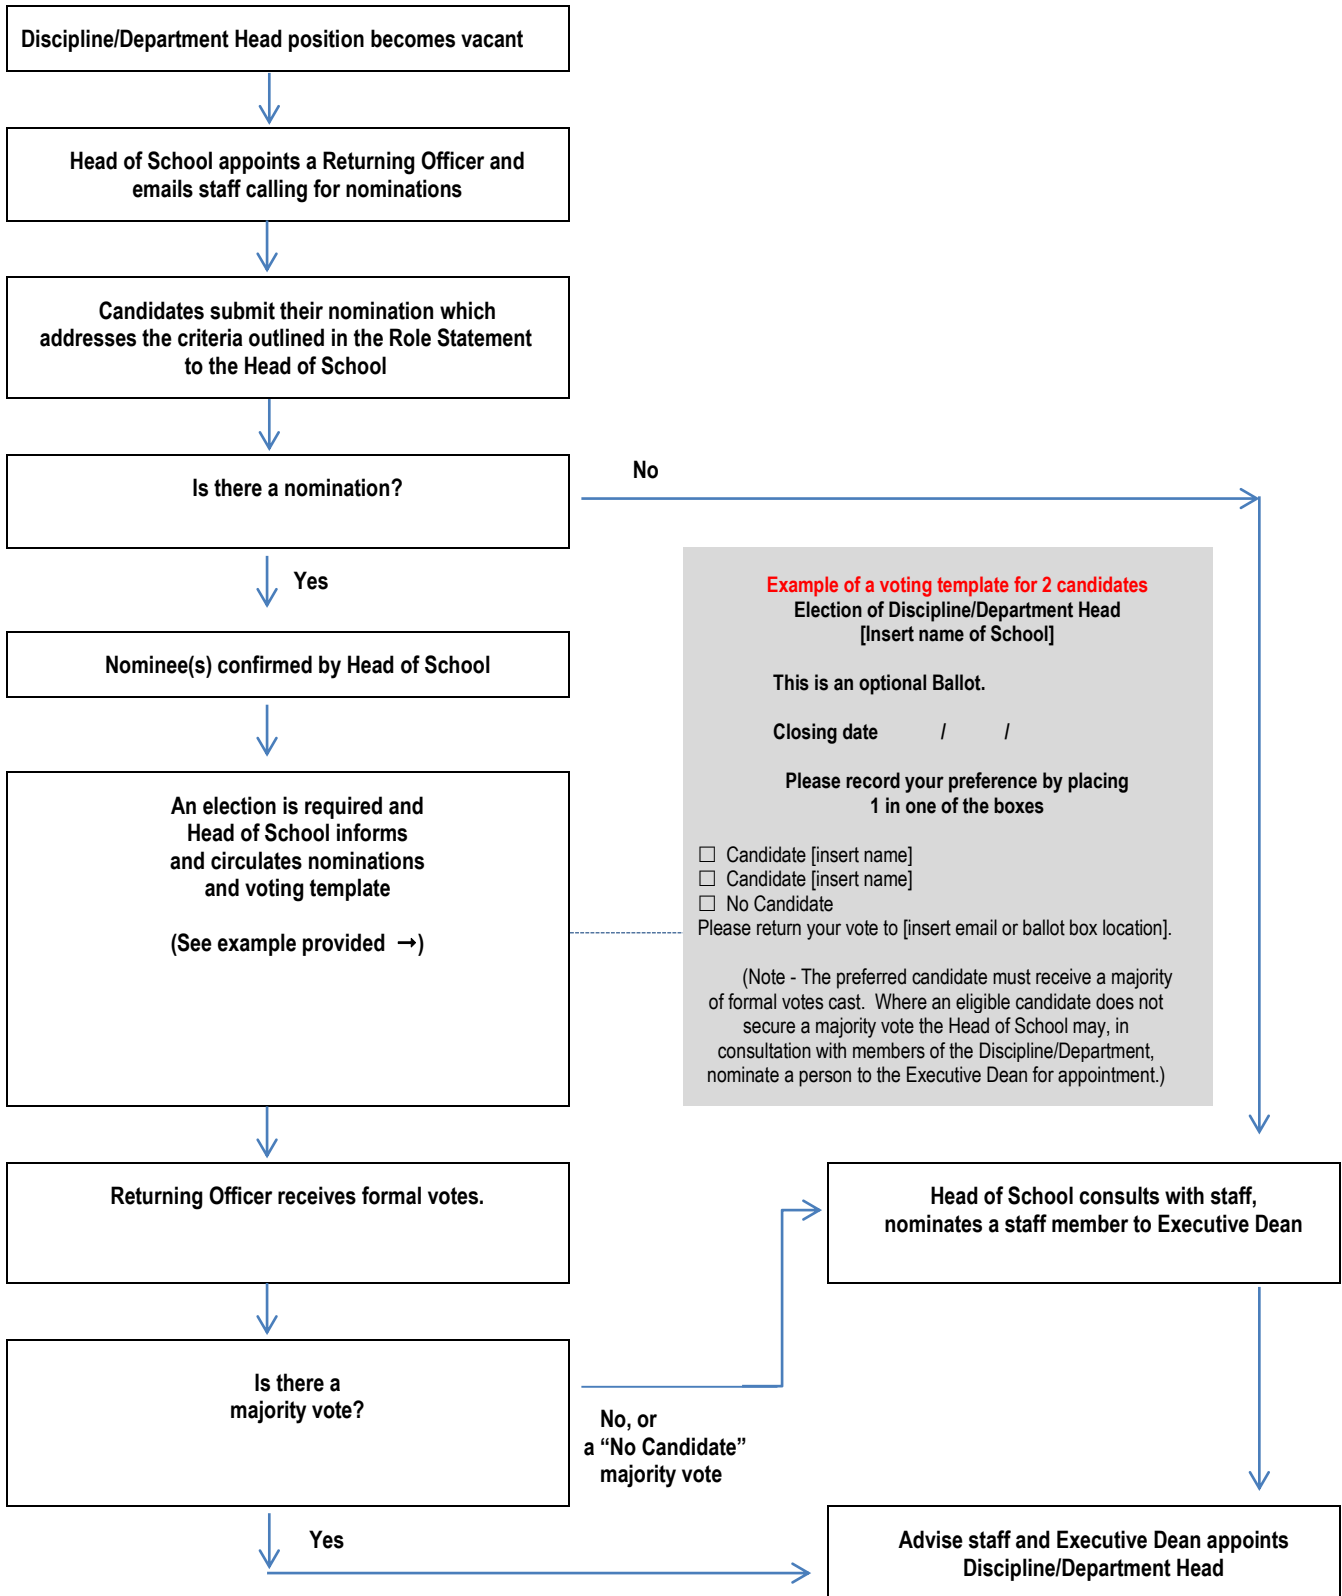 Discipline/Department Head position becomes vacant
Head of School appoints a Returning Officer and
emails staff calling for nominations
Candidates submit their nomination which
addresses the criteria outlined in the Role Statement
to the Head of School
Is there a nomination?
No
Yes
Nominee(s) confirmed by Head of School
An election is required and
Head of School informs
and circulates nominations
and voting template
(See example provided →)
Example of a voting template for 2 candidates
Election of Discipline/Department Head
[Insert name of School]
This is an optional Ballot.
Closing date / /
Please record your preference by placing
1 in one of the boxes
☐ Candidate [insert name]
☐ Candidate [insert name]
☐ No Candidate
Please return your vote to [insert email or ballot box location].
(Note - The preferred candidate must receive a majority
of formal votes cast. Where an eligible candidate does not
secure a majority vote the Head of School may, in
consultation with members of the Discipline/Department,
nominate a person to the Executive Dean for appointment.)
Returning Officer receives formal votes.
Head of School consults with staff,
nominates a staff member to Executive Dean
Is there a
majority vote?
No, or
a “No Candidate”
majority vote
Yes
Advise staff and Executive Dean appoints
Discipline/Department Head